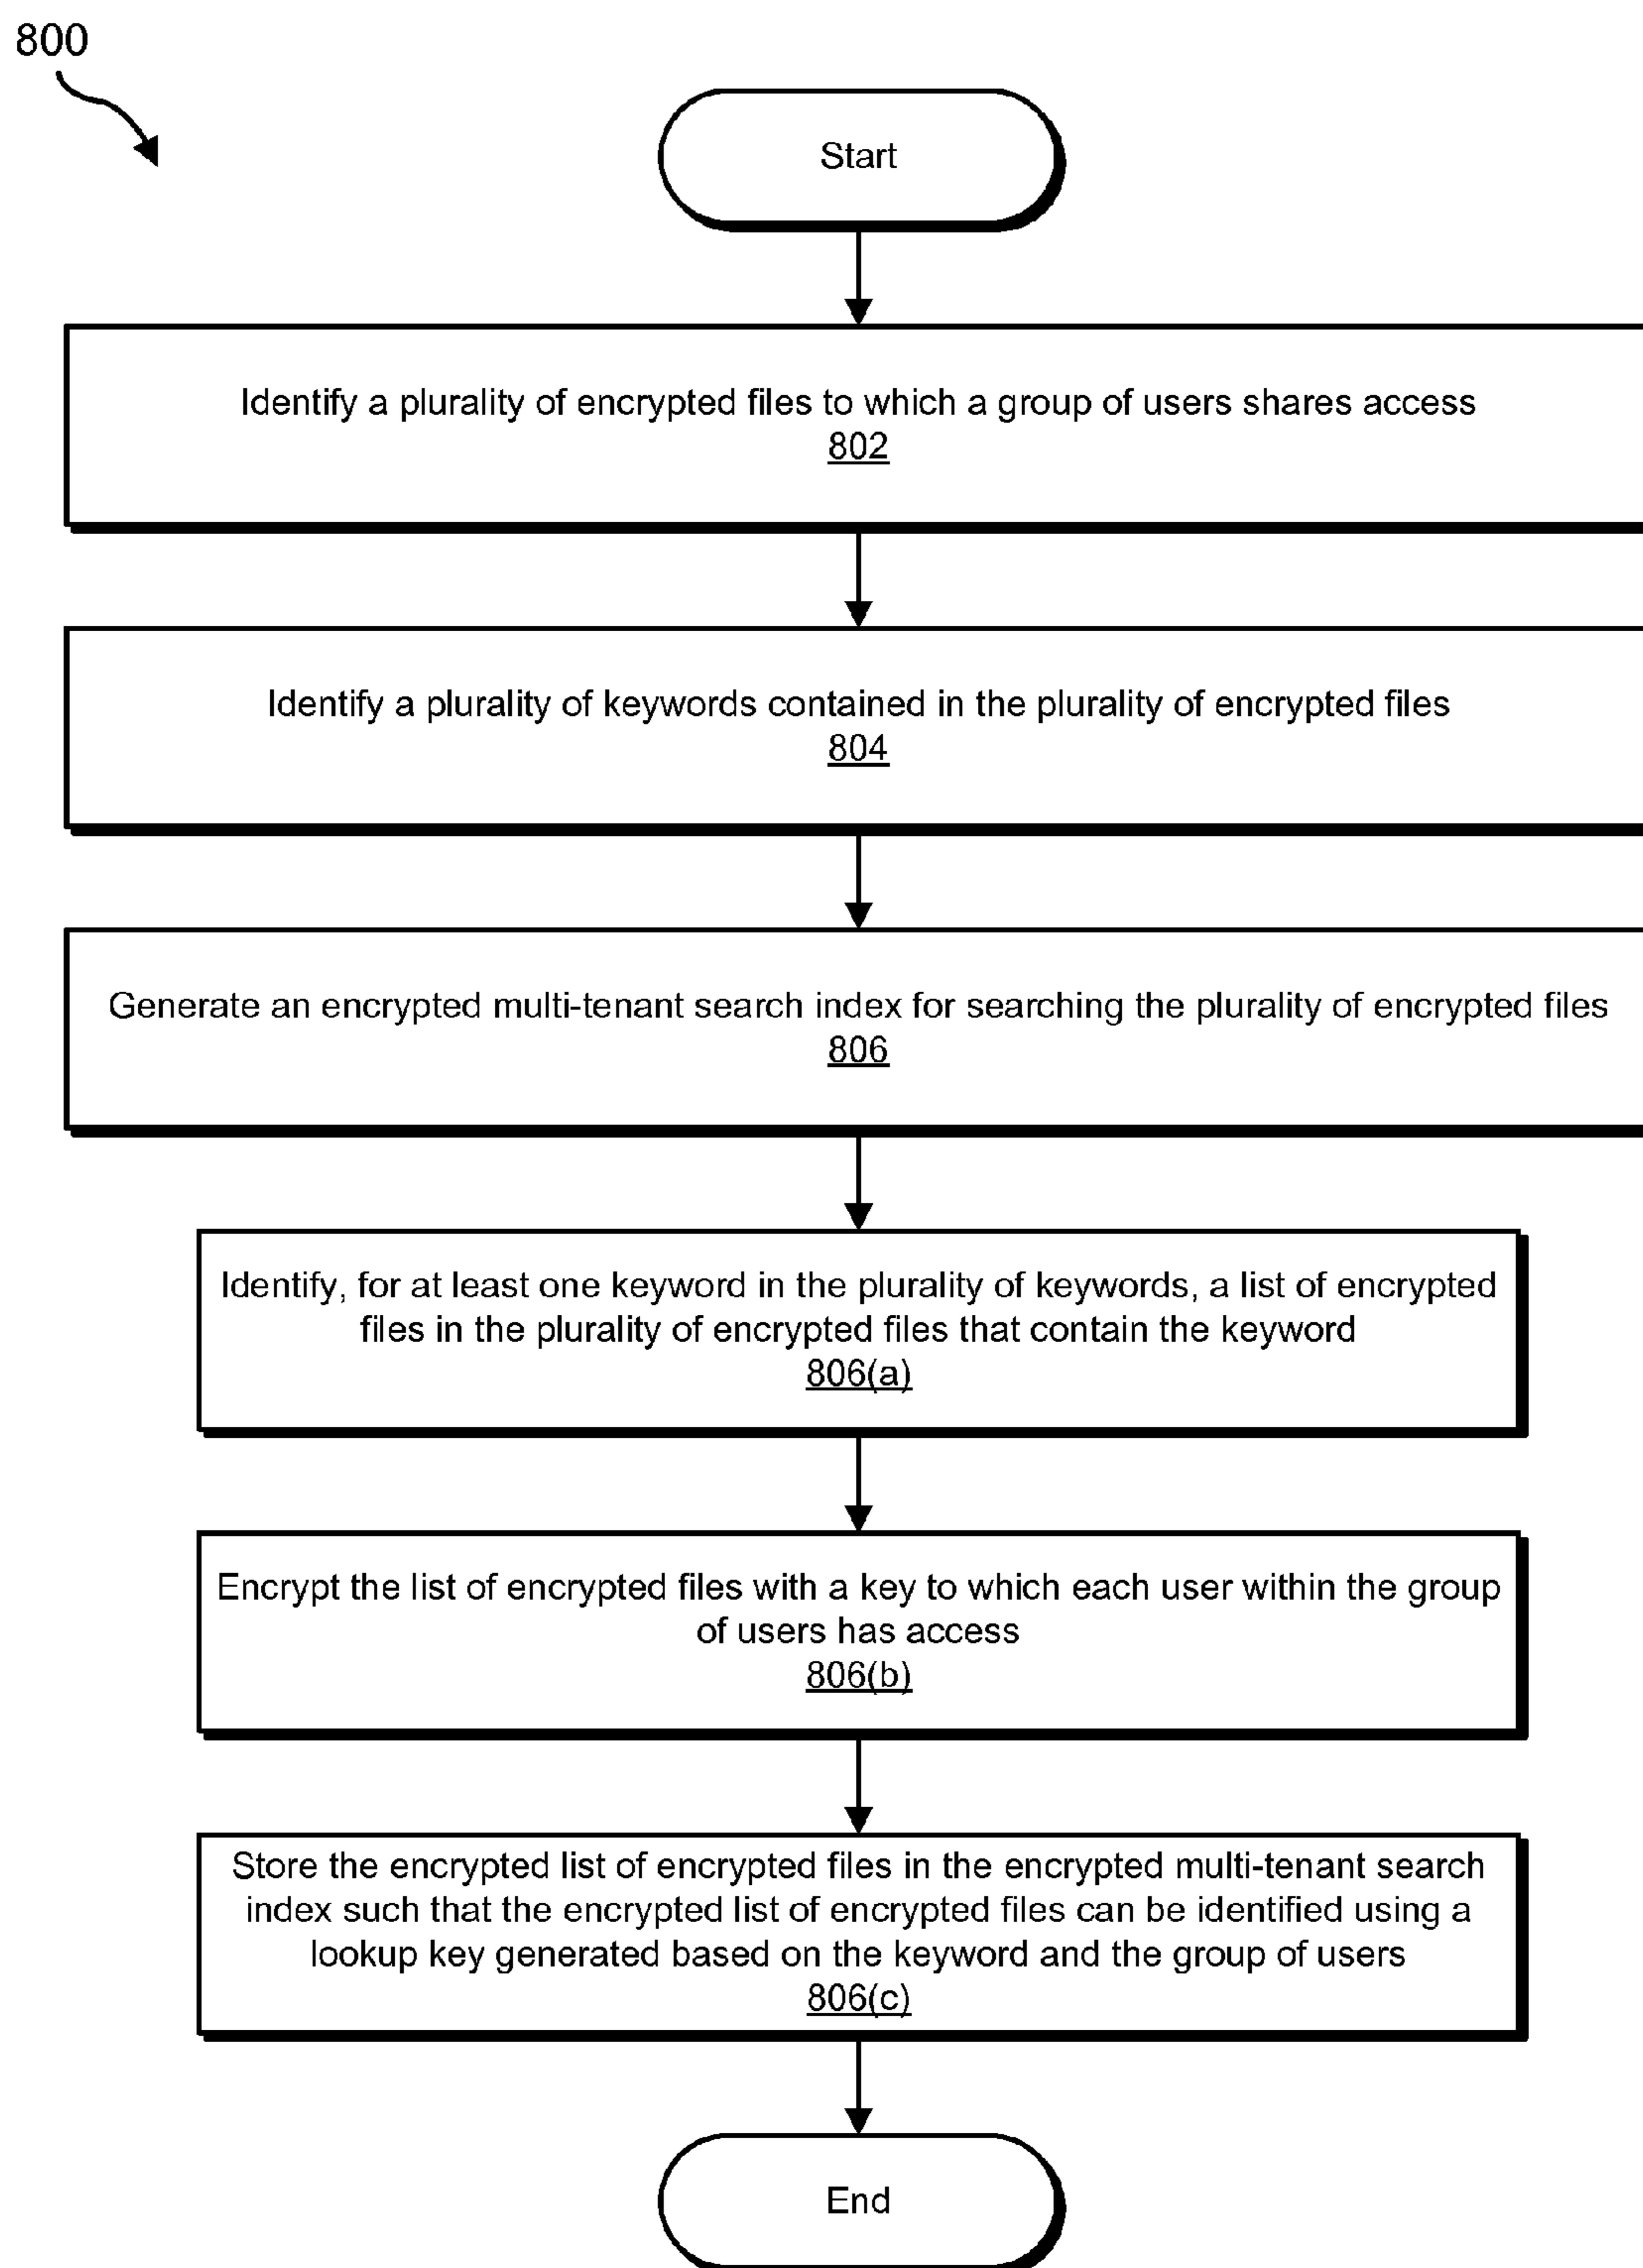 800
Start
Identify a plurality of encrypted files to which a group of users shares access
802
Identify a plurality of keywords contained in the plurality of encrypted files
804
Generate an encrypted multi-tenant search index for searching the plurality of encrypted files
806
Identify, for at least one keyword in the plurality of keywords, a list of encrypted
files in the plurality of encrypted files that contain the keyword
806(a)
Encrypt the list of encrypted files with a key to which each user within the group
of users has access
806(b)
Store the encrypted list of encrypted files in the encrypted multi-tenant search
index such that the encrypted list of encrypted files can be identified using a
lookup key generated based on the keyword and the group of users
806(c)
End